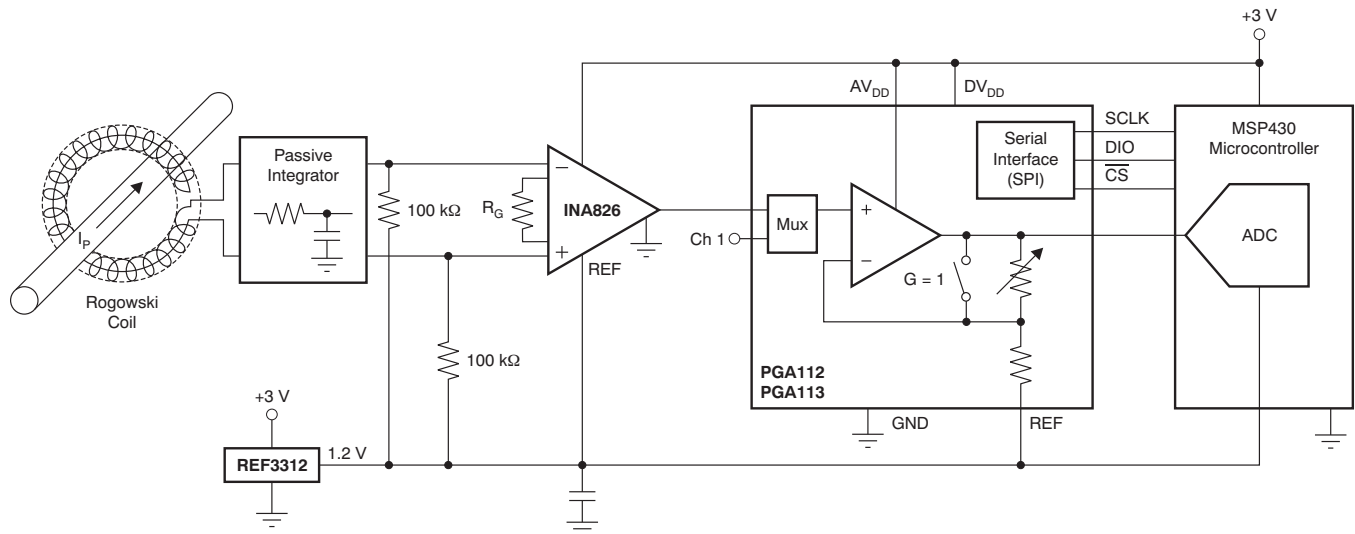 +3 V
AVDD
DVDD
SCLK
DIO
CS
Serial
Interface
(SPI)
MSP430
Microcontroller
ADC
Passive
Integrator
100 kΩ
RG
−
+
INA826
REF
Mux
Ch 1
+
−
G = 1
IP
Rogowski
Coil
100 kΩ
PGA112
PGA113
GND
REF
+3 V
REF3312
1.2 V